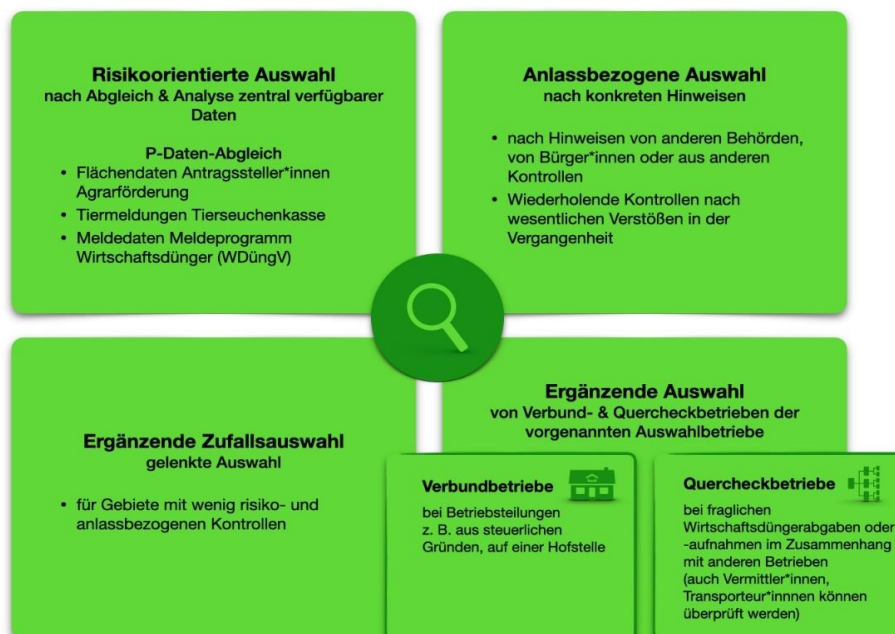 Risikoorientierte Auswahl
nach Abgleich & Analyse zentral verfügbarer
Daten
P-Daten-Abgleich
• Flächendaten Antragssteller*innen
Agrarförderung
• Tiermeldungen Tierseuchenkasse
• Meldedaten Meldeprogramm
Wirtschaftsdünger (WDüngV)
Anlassbezogene Auswahl
nach konkreten Hinweisen
• nach Hinweisen von anderen Behörden,
von Bürger*innen oder aus anderen
Kontrollen
• Wiederholende Kontrollen nach
wesentlichen Verstößen in der
Vergangenheit
Ergänzende Zufallsauswahl
gelenkte Auswahl
• für Gebiete mit wenig risiko- und
anlassbezogenen Kontrollen
Ergänzende Auswahl
von Verbund- & Quercheckbetrieben der
vorgenannten Auswahlbetriebe
Verbundbetriebe
bei Betriebsteilungen
z. B. aus steuerlichen
Gründen, auf einer Hofstelle
Quercheckbetriebe
bei fraglichen
Wirtschaftsdüngerabgaben oder
-aufnahmen im Zusammenhang
mit anderen Betrieben
(auch Vermittler*innen,
Transporteur*innnen können
überprüft werden)